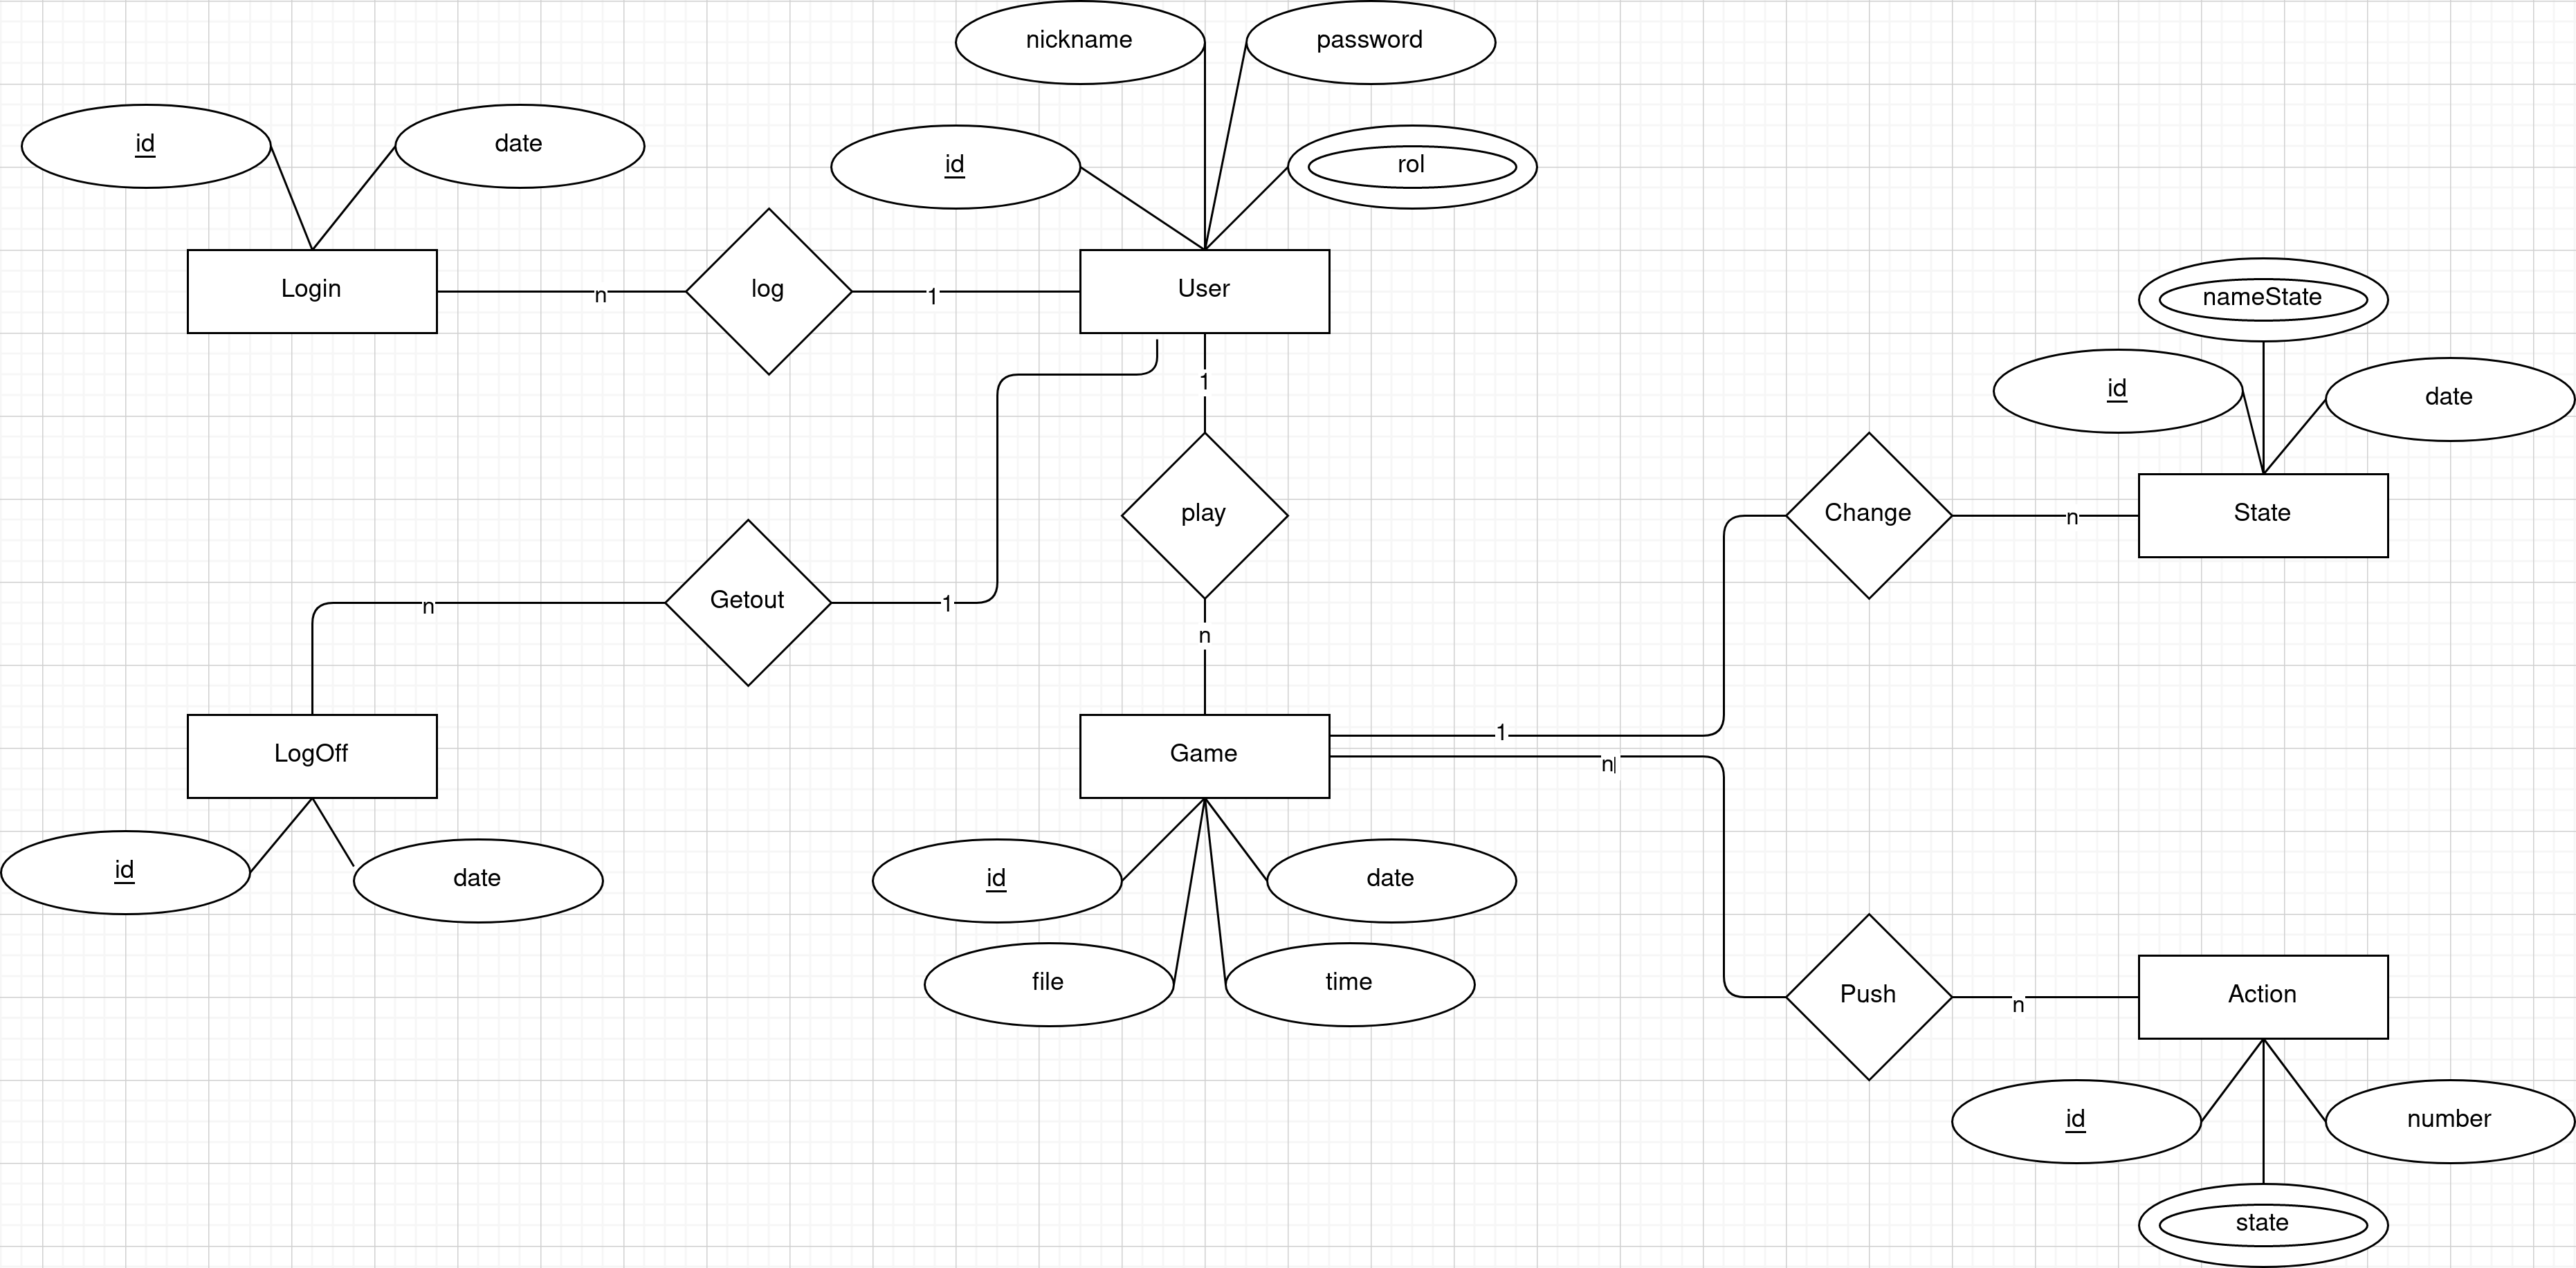 nickname
password
id
date
id
rol
Login
n
log
1
User
nameState
id
date
1
play
Change
n
State
Getout
n
1
n
LogOff
Game
1
n
id
date
id
date
file
time
Push
n
Action
id
number
state